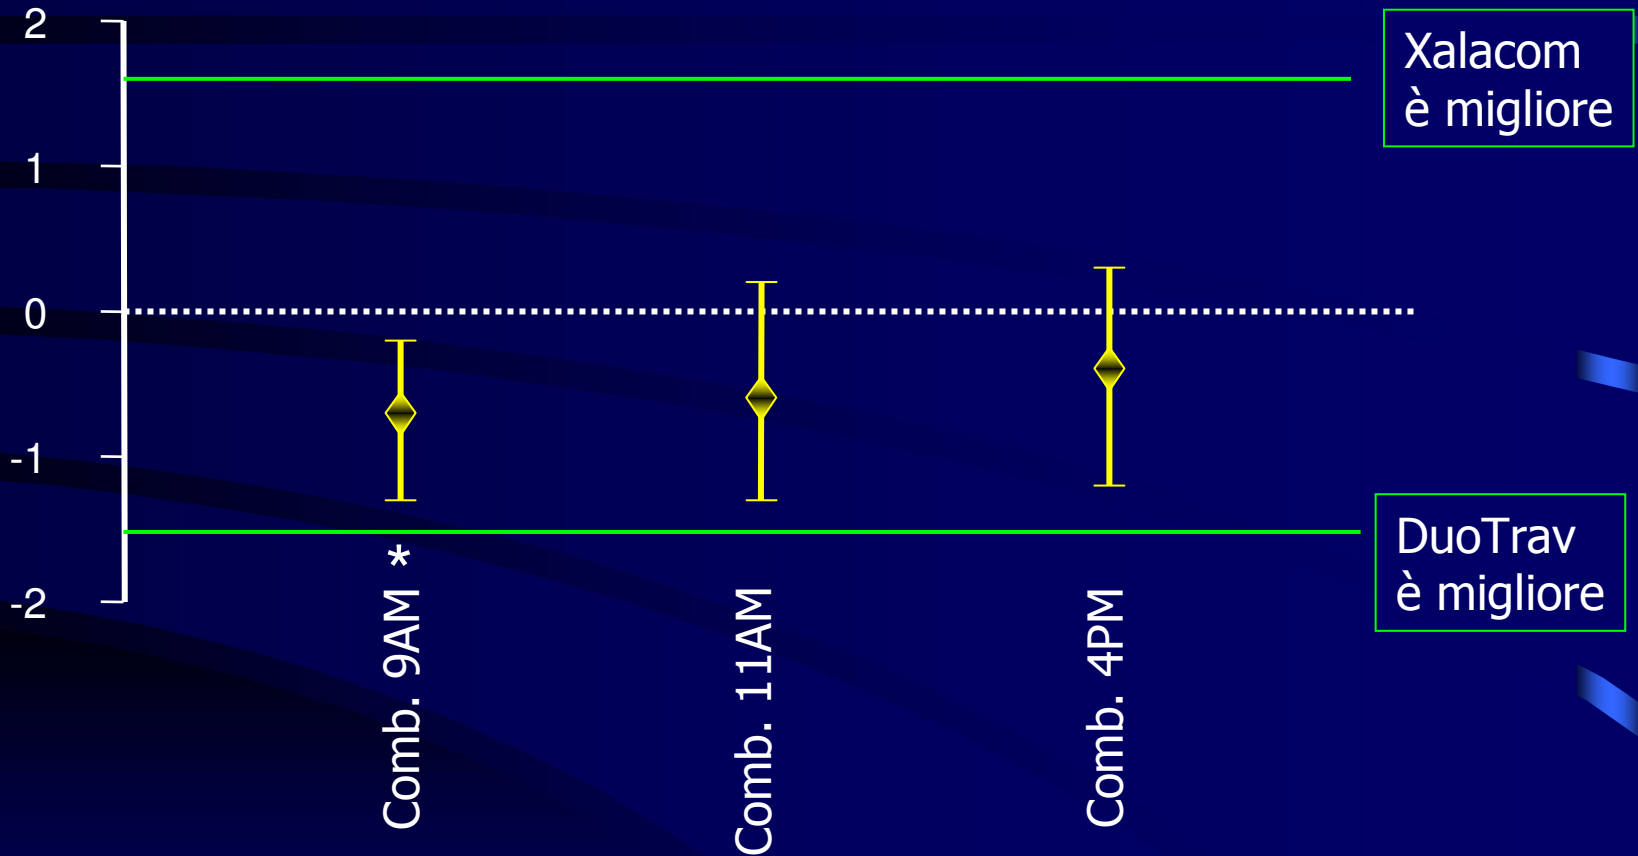 2
1
0
-1
-2
Xalacom
è migliore
DuoTrav
è migliore
Comb. 9AM *
Comb. 11AM
Comb. 4PM